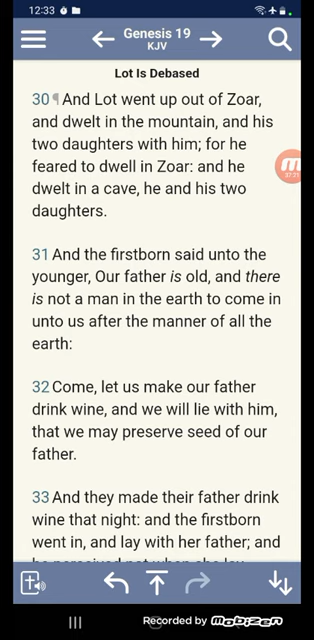 12:33
Genesis 19
KJV
Lot Is Debased
30 ¶ And Lot went up out of Zoar,
and dwelt in the mountain, and his
two daughters with him; for he
feared to dwell in Zoar: and he
dwelt in a cave, he and his two
daughters.
31 And the firstborn said unto the
younger, Our father is old, and there
is not a man in the earth to come in
unto us after the manner of all the
earth:
32 Come, let us make our father
drink wine, and we will lie with him,
that we may preserve seed of our
father.
33 And they made their father drink
wine that night: and the firstborn
went in, and lay with her father; and
he perceived not when she lay
Recorded by Mobizen